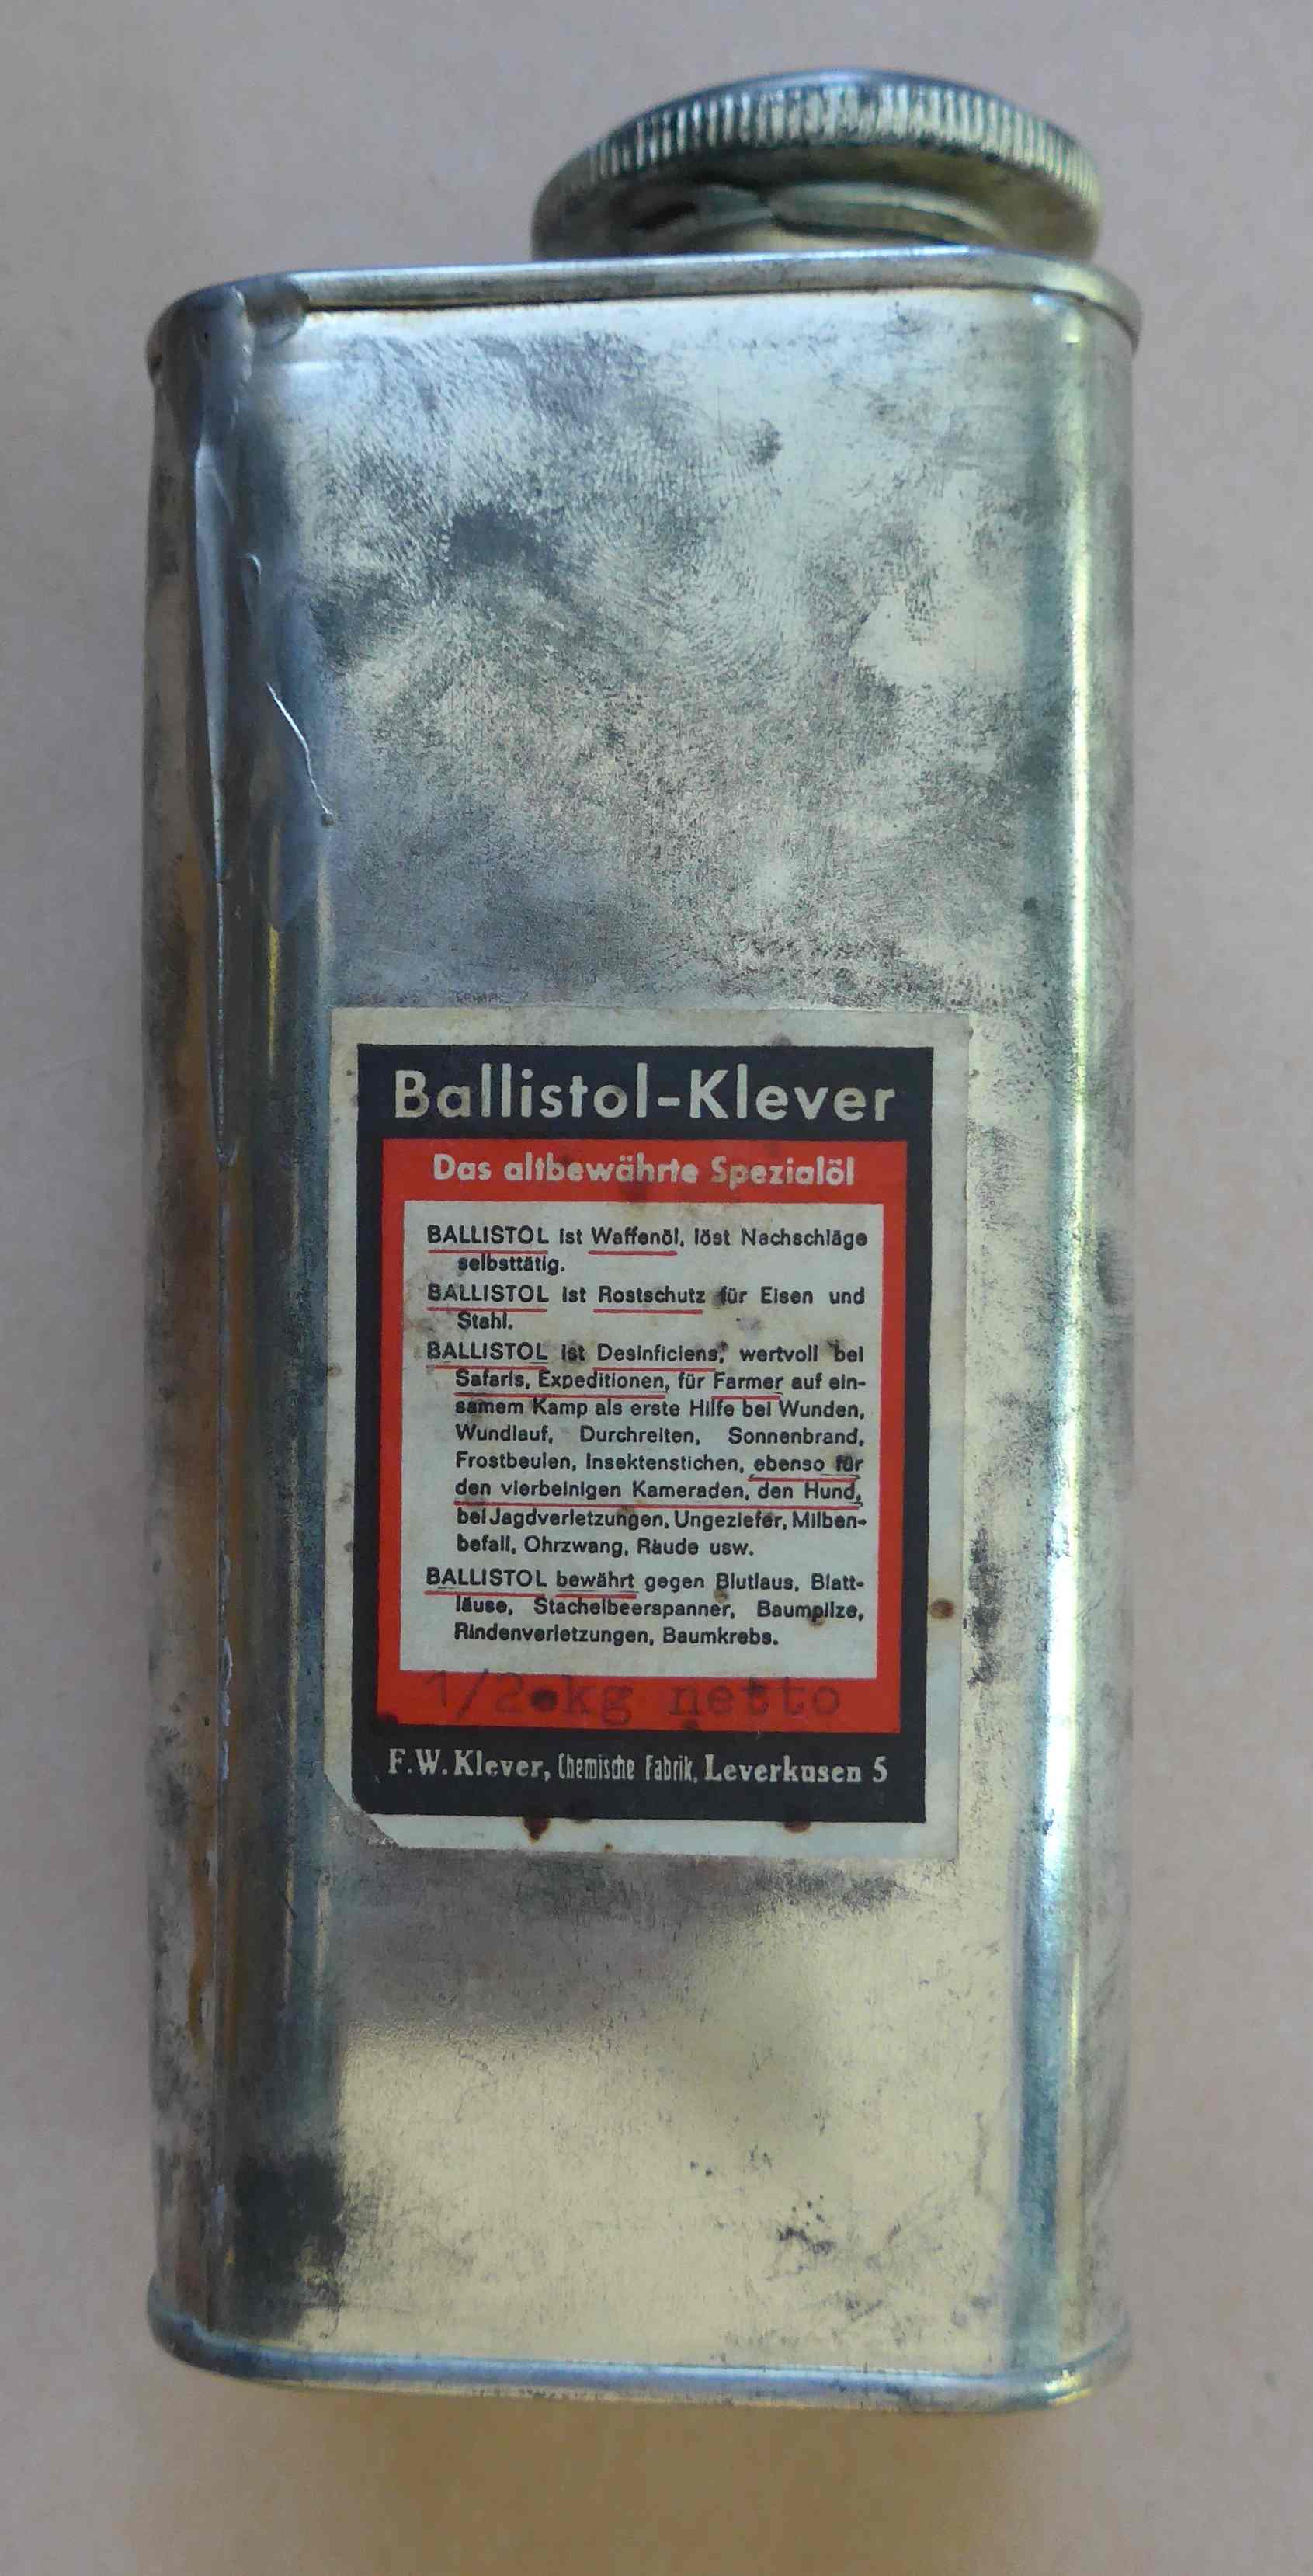 Ballistol-Klever
Das altbewährte Spezialöl
BALLISTOL ist Waffenöl, löst Nachschläge
selbsttätig.
BALLISTOL ist Rostschutz für Eisen und
Stahl.
BALLISTOL ist Desinficiens, wertvoll bei
Safaris, Expeditionen, für Farmer auf ein-
samem Kamp als erste Hilfe bei Wunden,
Wundlauf, Durchreiten, Sonnenbrand,
Frostbeulen, Insektenstichen, ebenso für
den vierbeinigen Kameraden, den Hund,
bei Jagdverletzungen, Ungeziefer, Milben-
befall, Ohrzwang, Räude usw.
BALLISTOL bewährt gegen Blutlaus, Blatt-
läuse, Stachelbeerspanner, Baumpilze,
Rindenverletzungen, Baumkrebs.
1/2 kg netto
F.W. Klever, Chemische Fabrik, Leverkusen 5